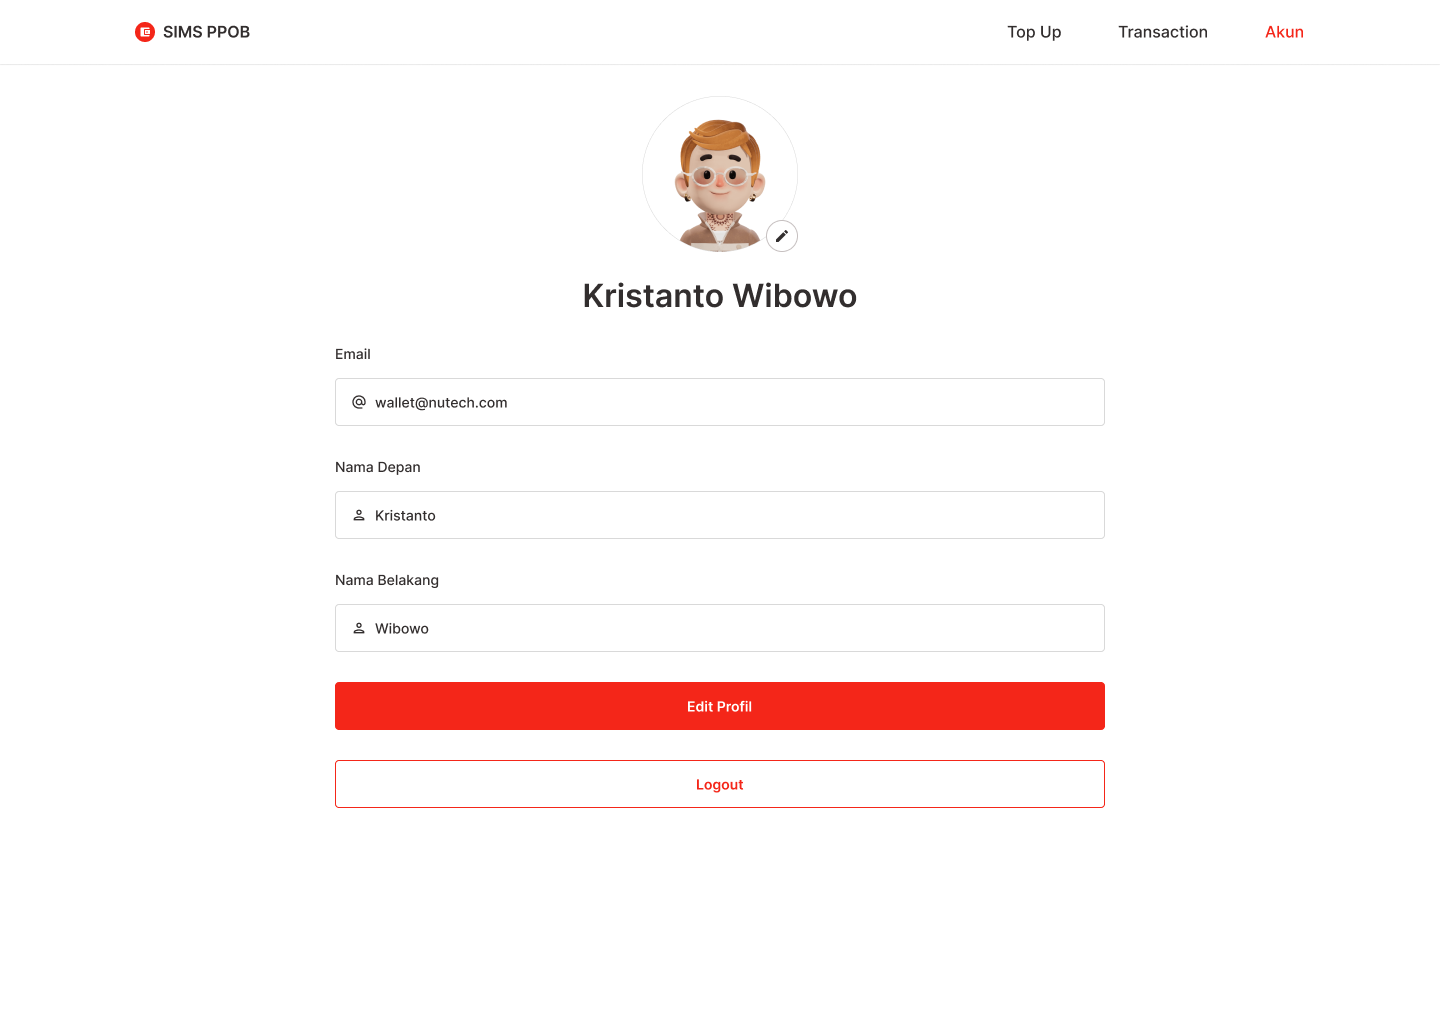 SIMS PPOB
Top Up
Transaction
Akun
Kristanto Wibowo
Email
wallet@nutech.com
Nama Depan
Kristanto
Nama Belakang
Wibowo
Edit Profil
Logout